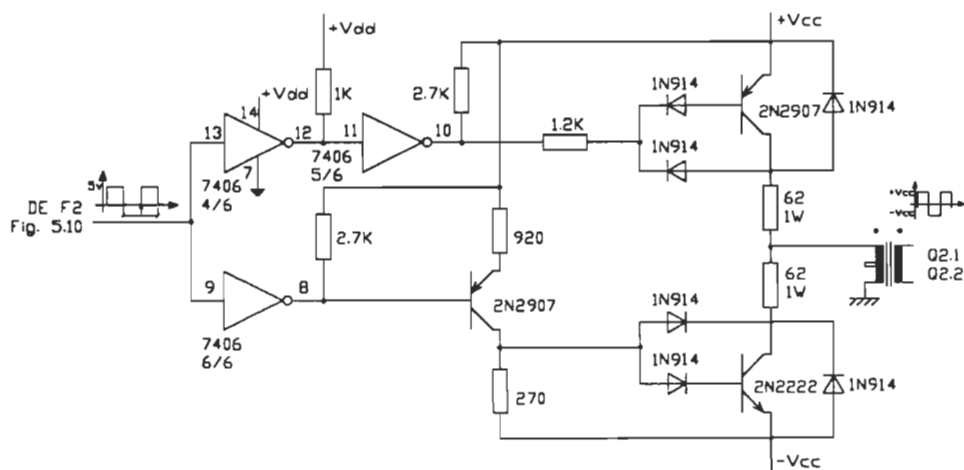 +Vdd
+Vcc
+Vdd
14
1K
2.7K
1N914
2N2907
1N914
13
12
11
10
1.2K
7
7406
4/6
7406
5/6
1N914
5v
DE F2
Fig. 5.10
2.7K
920
62
1W
+Vcc
-Vcc
Q2.1
Q2.2
9
8
2N2907
62
1W
7406
6/6
1N914
1N914
270
2N2222
1N914
-Vcc